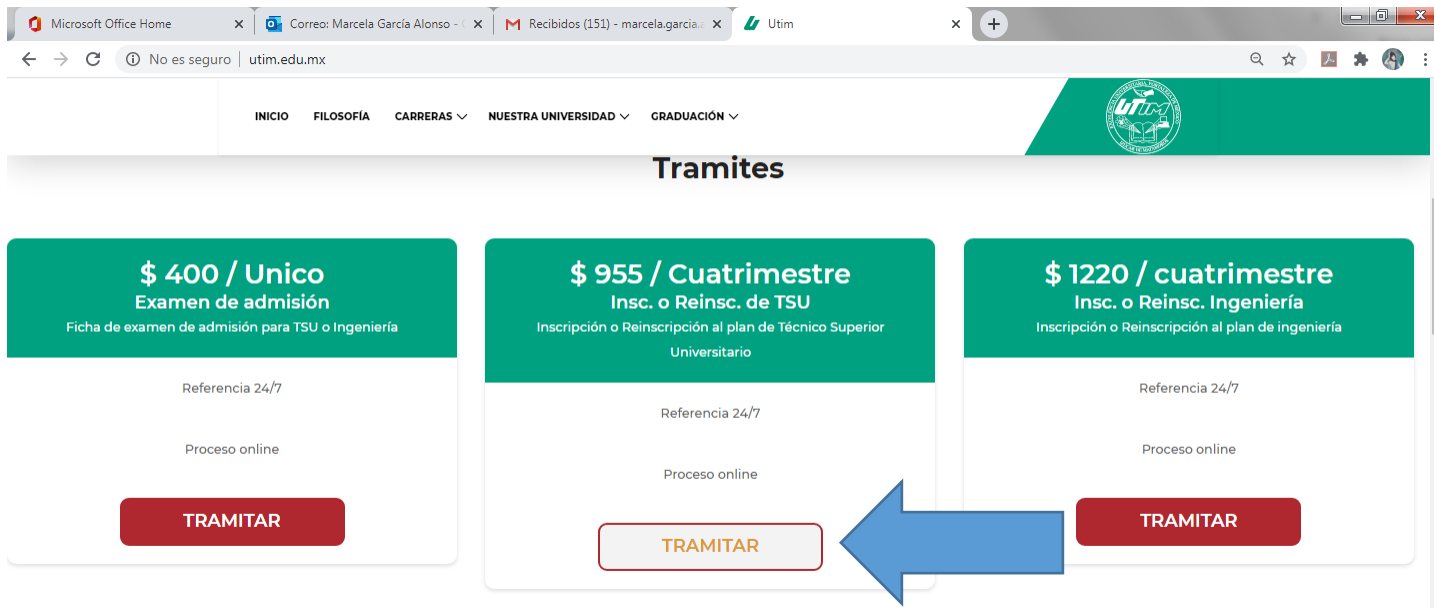 Microsoft Office Home
Correo: Marcela García Alonso -
Recibidos (151) - marcela.garcia.
Utim
No es seguro | utim.edu.mx
INICIO FILOSOFÍA CARRERAS NUESTRA UNIVERSIDAD GRADUACIÓN
UTIM
Tramites
$ 400 / Unico
Examen de admisión
Ficha de examen de admisión para TSU o Ingeniería
Referencia 24/7
Proceso online
TRAMITAR
$ 955 / Cuatrimestre
Insc. o Reinsc. de TSU
Inscripción o Reinscripción al plan de Técnico Superior
Universitario
Referencia 24/7
Proceso online
TRAMITAR
$ 1220 / cuatrimestre
Insc. o Reinsc. Ingeniería
Inscripción o Reinscripción al plan de ingeniería
Referencia 24/7
Proceso online
TRAMITAR